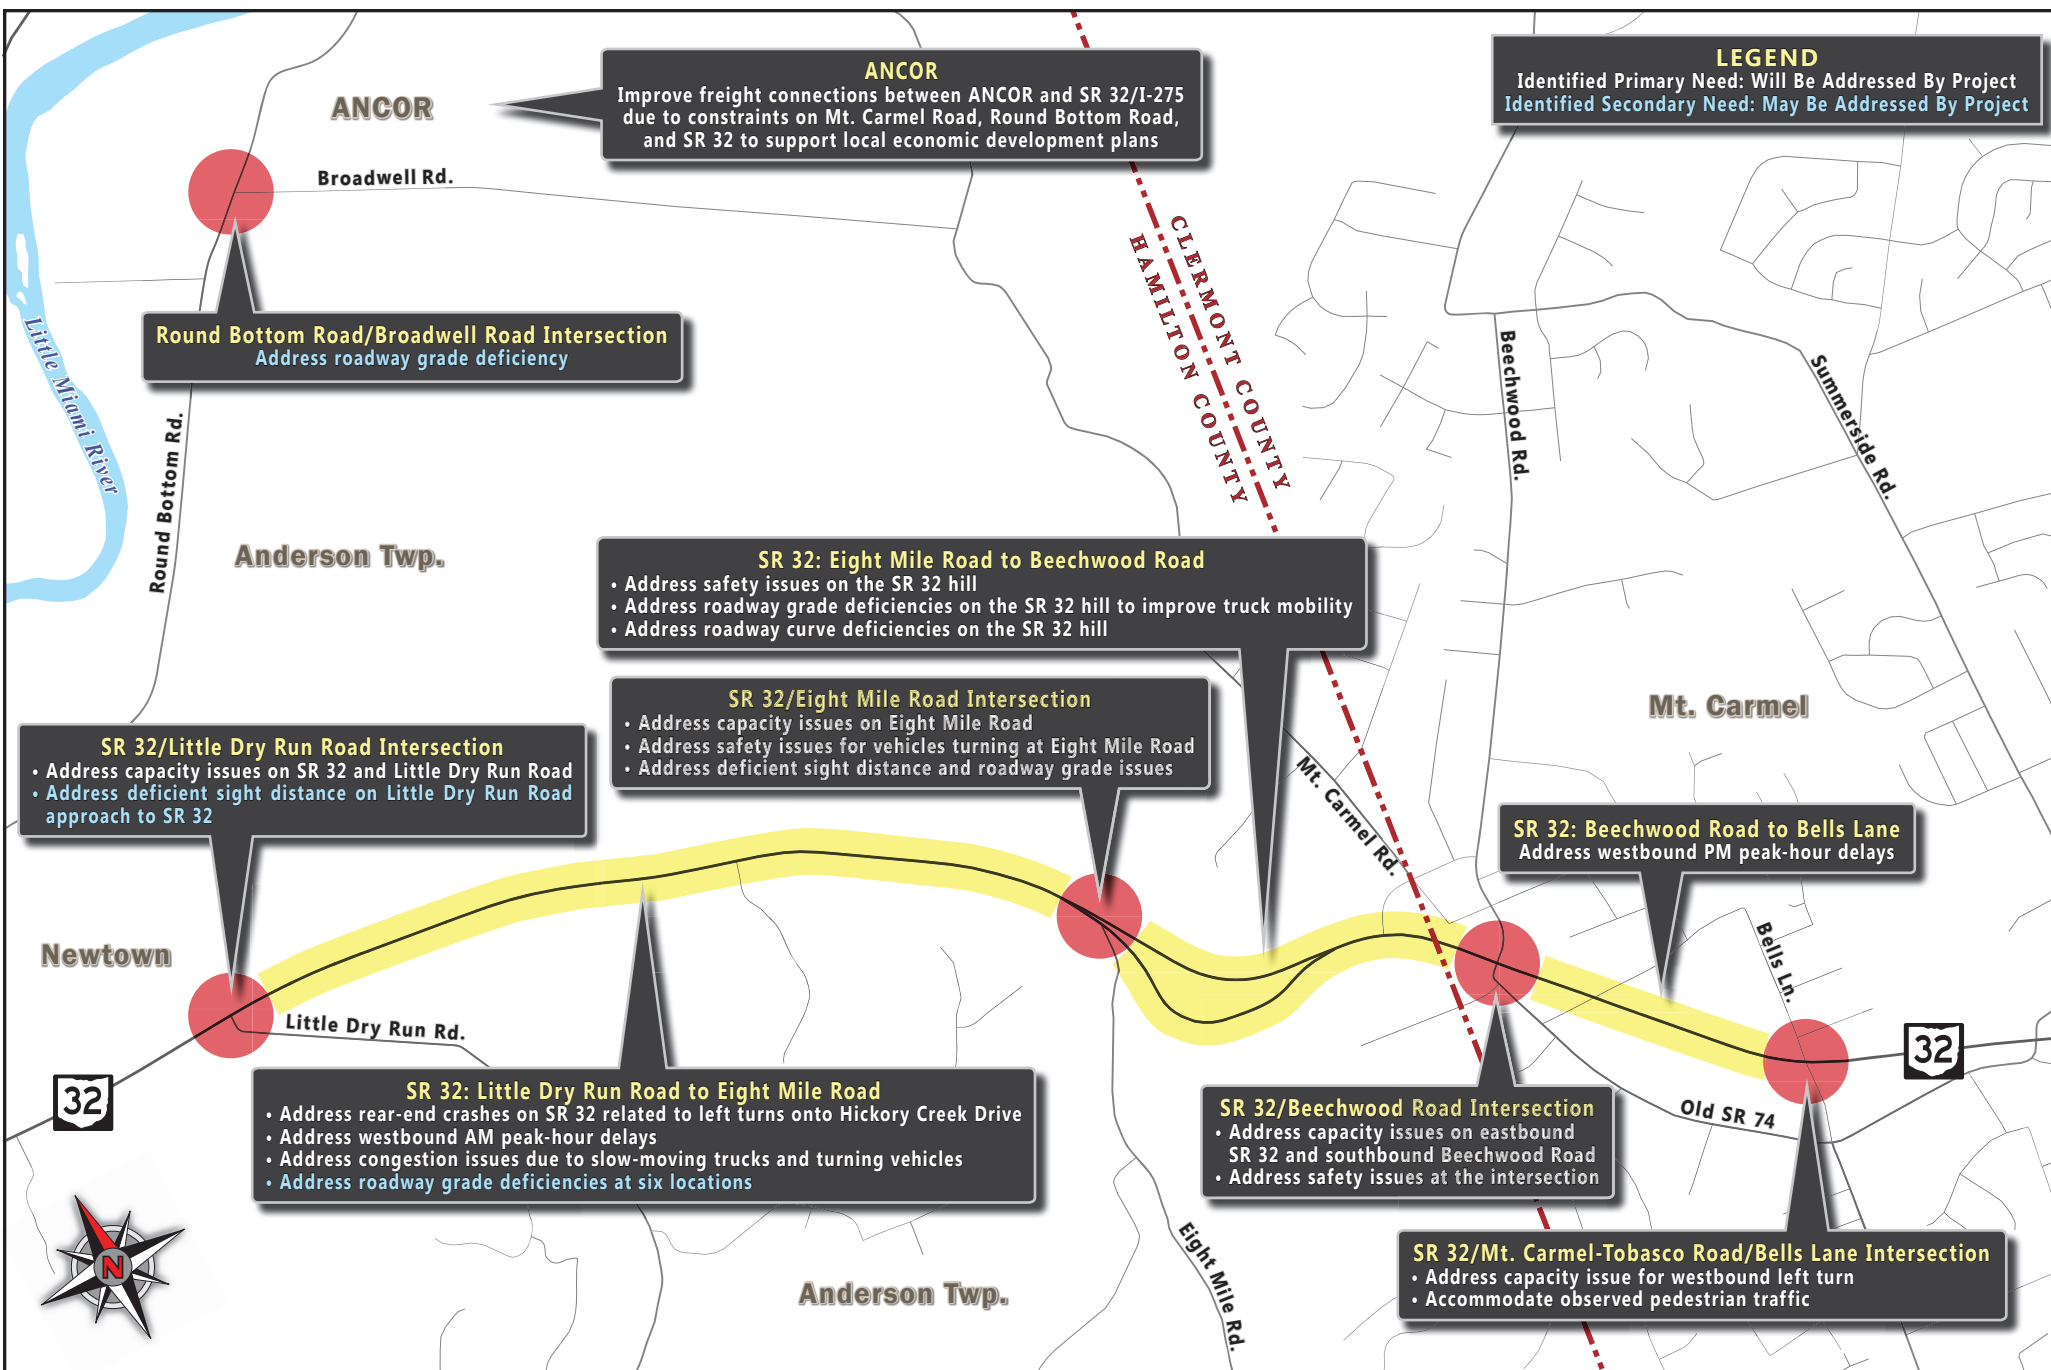 LEGEND
Identified Primary Need: Will Be Addressed By Project
Identified Secondary Need: May Be Addressed By Project
ANCOR
ANCOR
Improve freight connections between ANCOR and SR 32/I-275
due to constraints on Mt. Carmel Road, Round Bottom Road,
and SR 32 to support local economic development plans
Broadwell Rd.
CLERMONT COUNTY
HAMILTON COUNTY
Round Bottom Road/Broadwell Road Intersection
Address roadway grade deficiency
Little Miami River
Round Bottom Rd.
Beechwood Rd.
Summerside Rd.
Anderson Twp.
SR 32: Eight Mile Road to Beechwood Road
• Address safety issues on the SR 32 hill
• Address roadway grade deficiencies on the SR 32 hill to improve truck mobility
• Address roadway curve deficiencies on the SR 32 hill
SR 32/Eight Mile Road Intersection
• Address capacity issues on Eight Mile Road
• Address safety issues for vehicles turning at Eight Mile Road
• Address deficient sight distance and roadway grade issues
Mt. Carmel
SR 32/Little Dry Run Road Intersection
• Address capacity issues on SR 32 and Little Dry Run Road
• Address deficient sight distance on Little Dry Run Road
approach to SR 32
Mt. Carmel Rd.
SR 32: Beechwood Road to Bells Lane
Address westbound PM peak-hour delays
Newtown
Bells Ln.
Little Dry Run Rd.
32
32
SR 32: Little Dry Run Road to Eight Mile Road
• Address rear-end crashes on SR 32 related to left turns onto Hickory Creek Drive
• Address westbound AM peak-hour delays
• Address congestion issues due to slow-moving trucks and turning vehicles
• Address roadway grade deficiencies at six locations
SR 32/Beechwood Road Intersection
• Address capacity issues on eastbound
SR 32 and southbound Beechwood Road
• Address safety issues at the intersection
Old SR 74
N
Anderson Twp.
Eight Mile Rd.
SR 32/Mt. Carmel-Tobasco Road/Bells Lane Intersection
• Address capacity issue for westbound left turn
• Accommodate observed pedestrian traffic